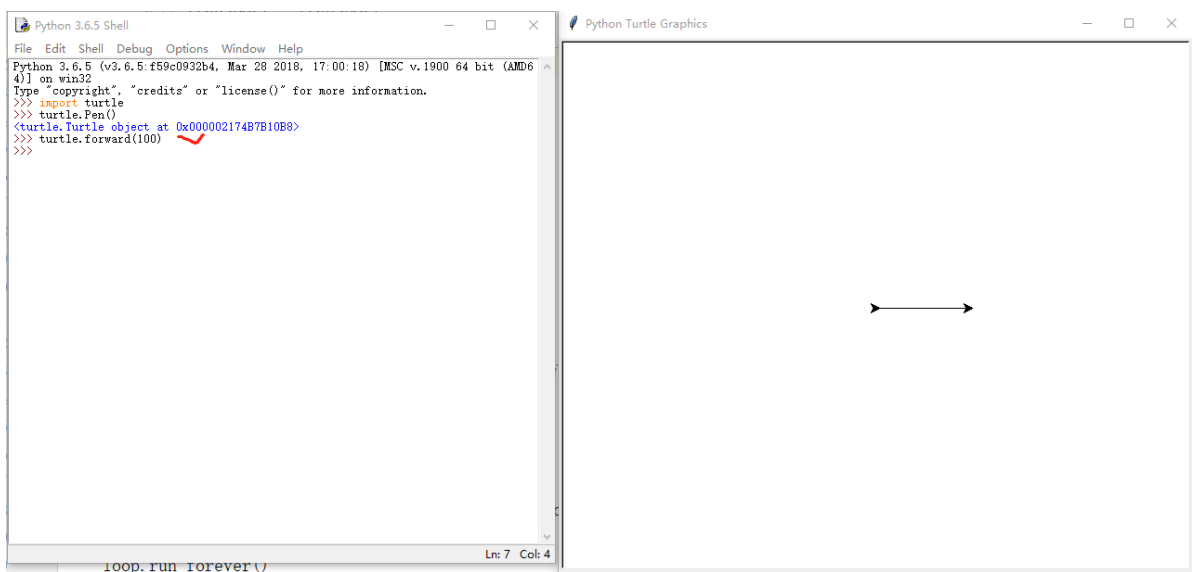 Python 3.6.5 Shell
File Edit Shell Debug Options Window Help
Python 3.6.5 (v3.6.5:f59c0932b4, Mar 28 2018, 17:00:18) [MSC v.1900 64 bit (AMD6
4)] on win32
Type "copyright", "credits" or "license()" for more information.
>>> import turtle
>>> turtle.Pen()
<turtle.Turtle object at 0x000002174B7B10B8>
>>> turtle.forward(100)
>>>
Ln: 7 Col: 4
Python Turtle Graphics
loop.run_forever()